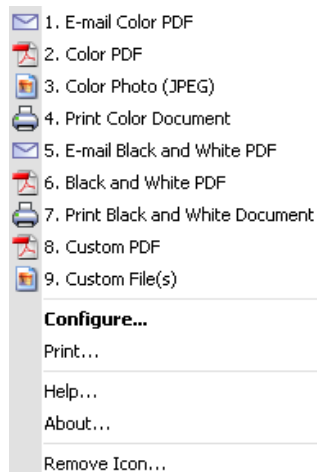 1. E-mail Color PDF
2. Color PDF
3. Color Photo (JPEG)
4. Print Color Document
5. E-mail Black and White PDF
6. Black and White PDF
7. Print Black and White Document
8. Custom PDF
9. Custom File(s)
Configure...
Print...
Help...
About...
Remove Icon...